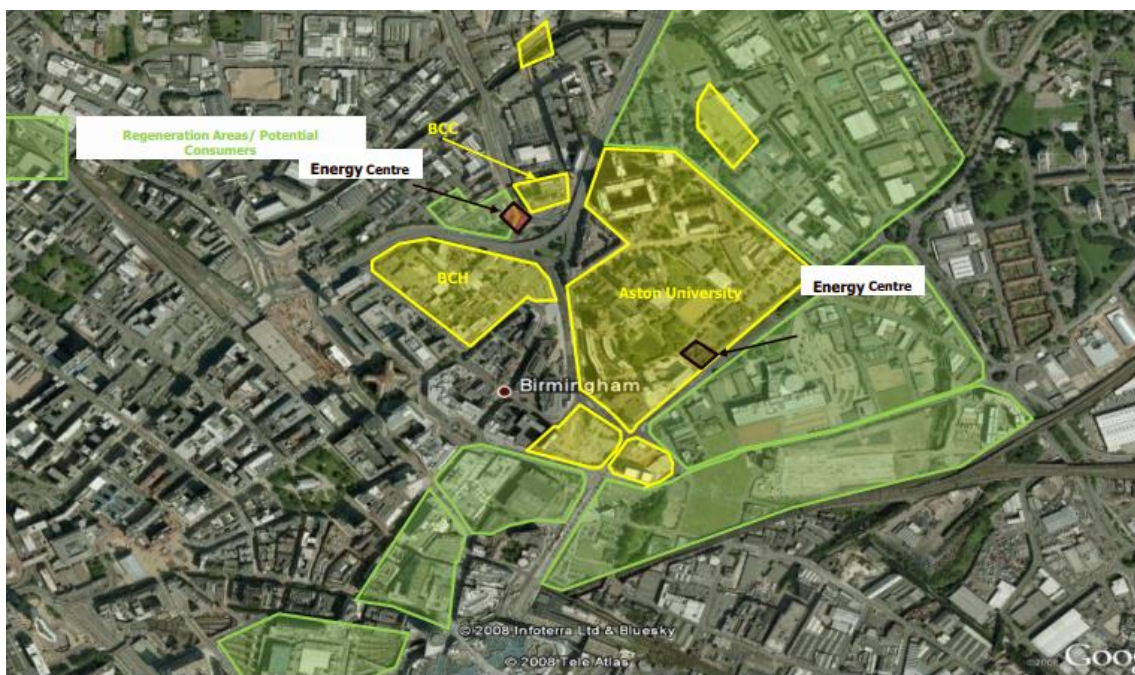 Regeneration Areas/ Potential
Consumers
BCC
Energy Centre
BCH
Aston University
Energy Centre
Birmingham
© 2008 Infoterra Ltd & Bluesky
© 2008 Tele Atlas
©2008 Goo